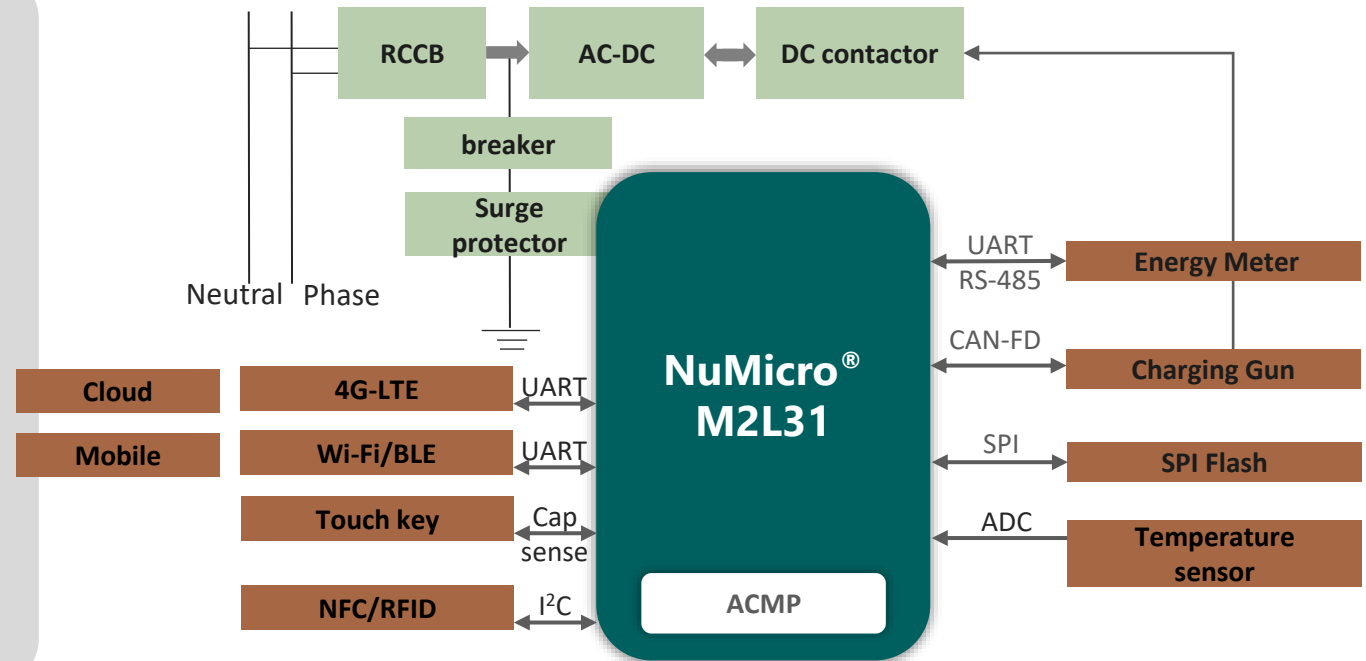 RCCB
AC-DC
DC contactor
breaker
Surge
protector
Neutral
Phase
UART
RS-485
Energy Meter
CAN-FD
Charging Gun
NuMicro®
M2L31
Cloud
4G-LTE
UART
Mobile
Wi-Fi/BLE
UART
SPI
SPI Flash
Touch key
Cap
sense
ADC
Temperature
sensor
NFC/RFID
I²C
ACMP